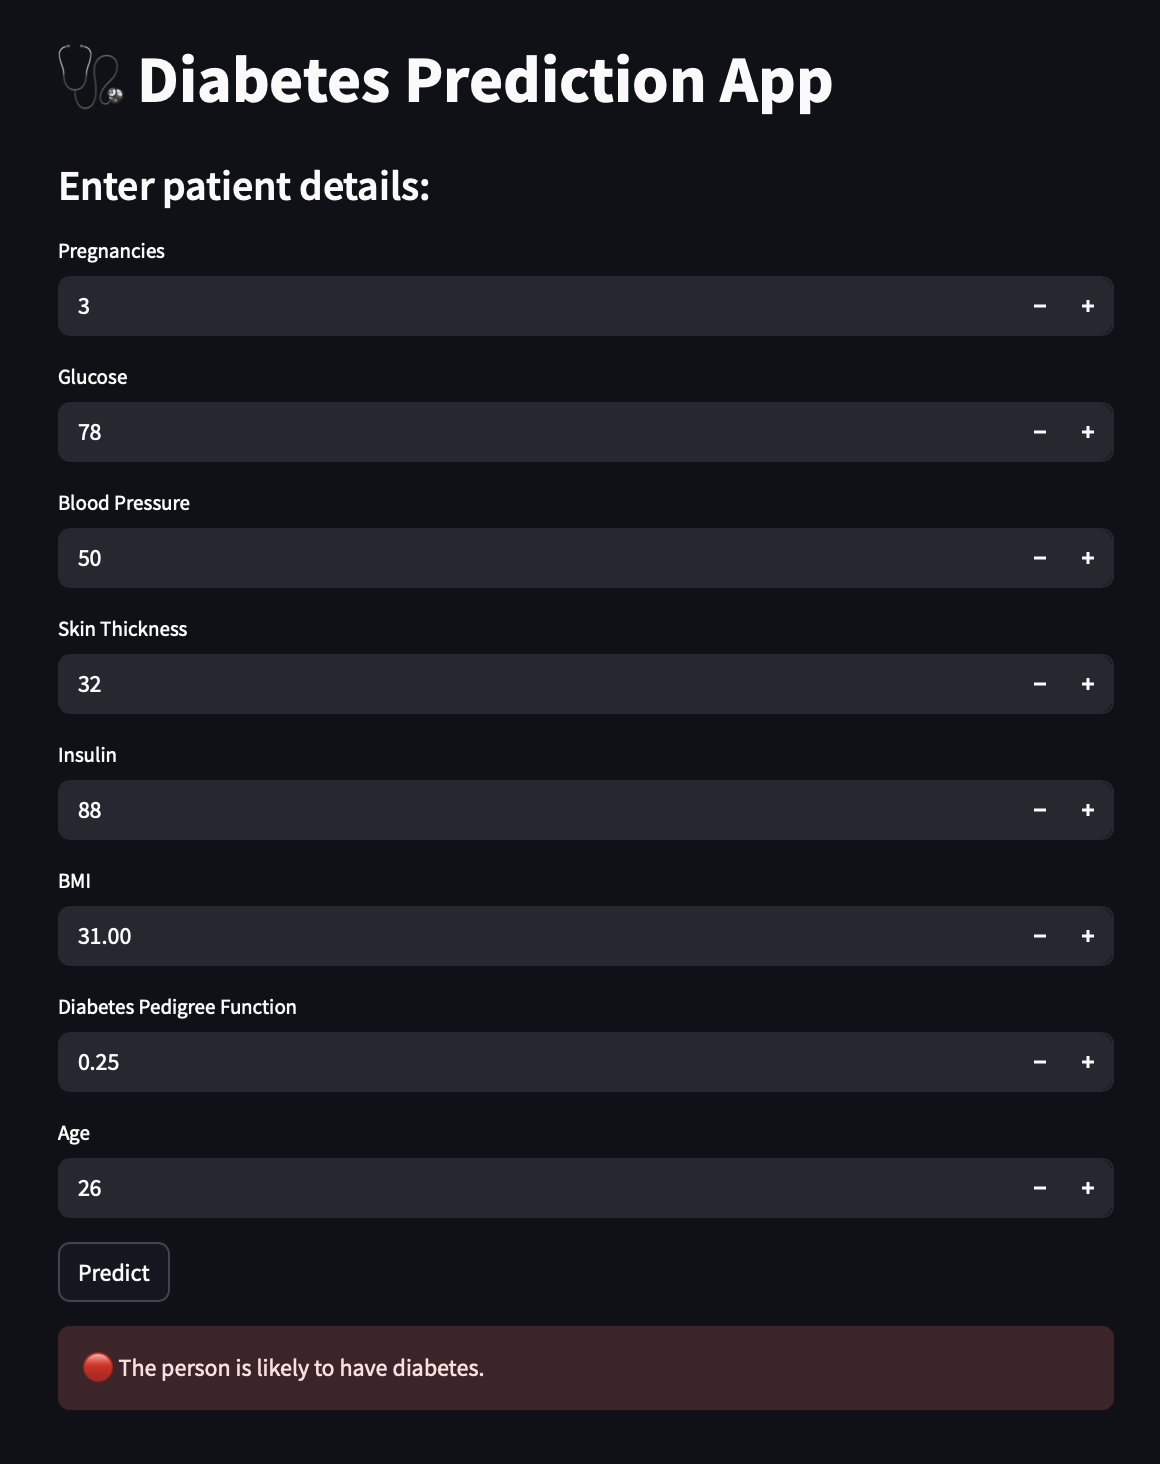 Diabetes Prediction App
Enter patient details:
Pregnancies
3
Glucose
78
Blood Pressure
50
Skin Thickness
32
Insulin
88
BMI
31.00
Diabetes Pedigree Function
0.25
Age
26
Predict
The person is likely to have diabetes.